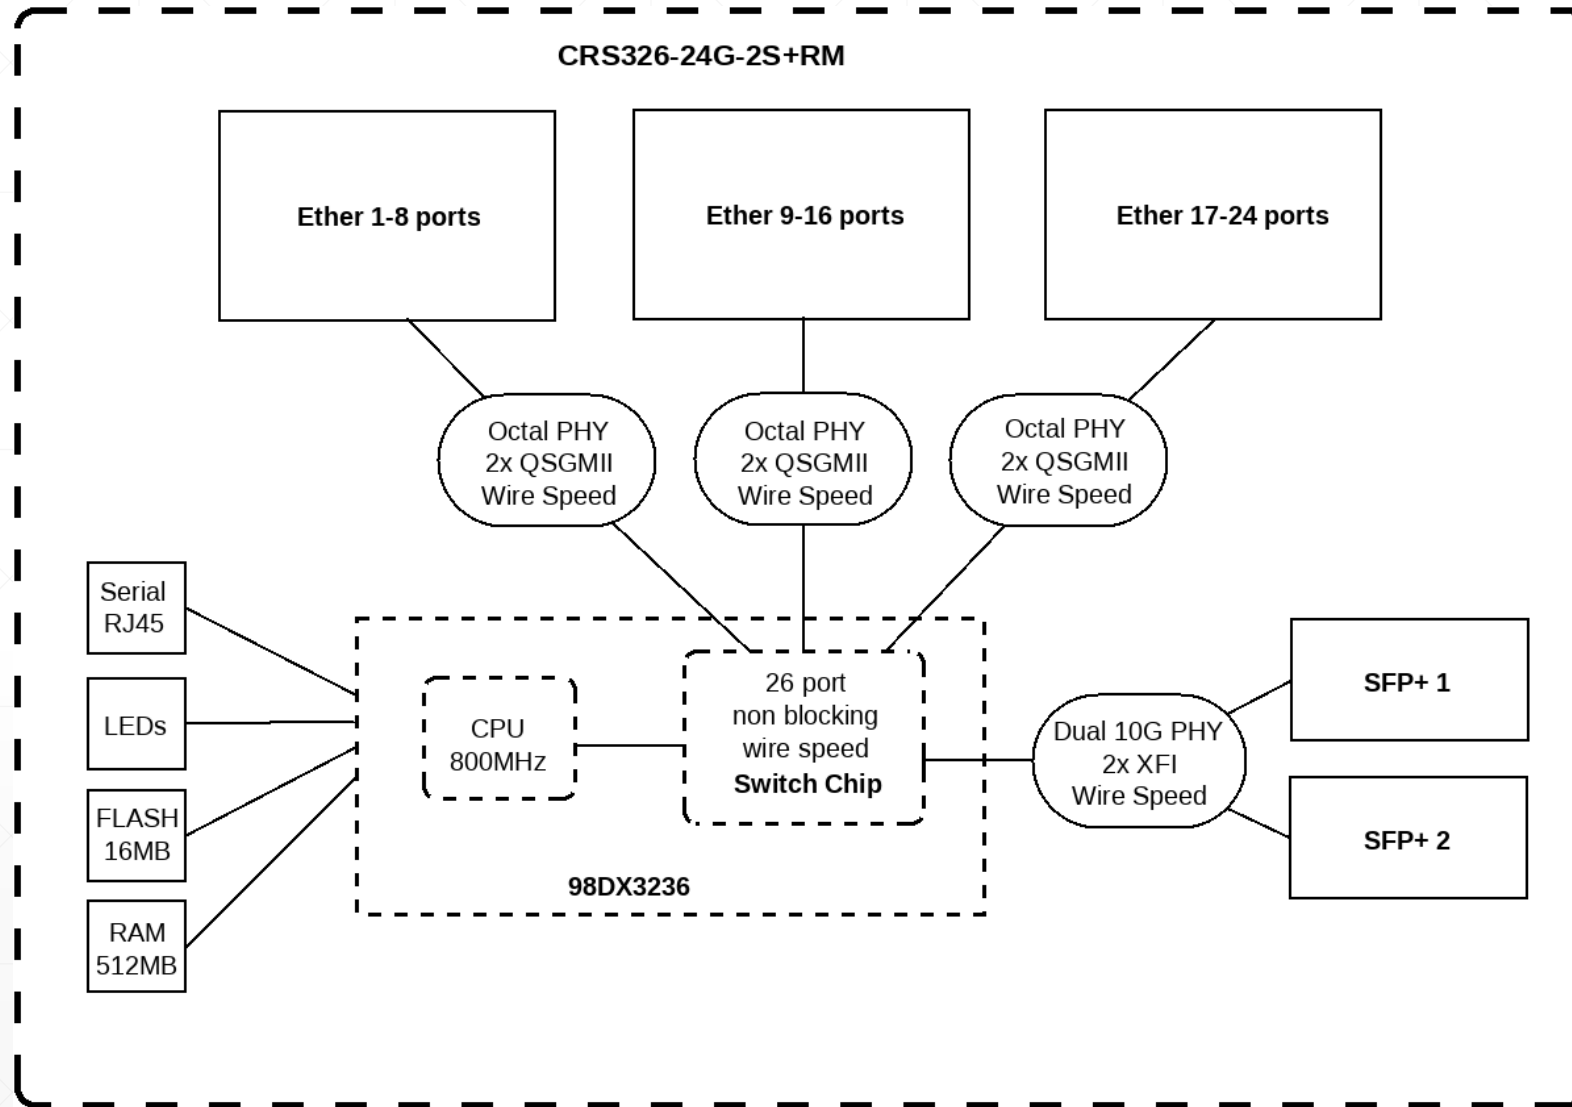 CRS326-24G-2S+RM
Ether 1-8 ports
Ether 9-16 ports
Ether 17-24 ports
Octal PHY
2x QSGMII
Wire Speed
Octal PHY
2x QSGMII
Wire Speed
Octal PHY
2x QSGMII
Wire Speed
Serial
RJ45
LEDs
FLASH
16MB
RAM
512MB
CPU
800MHz
26 port
non blocking
wire speed
Switch Chip
98DX3236
Dual 10G PHY
2x XFI
Wire Speed
SFP+ 1
SFP+ 2